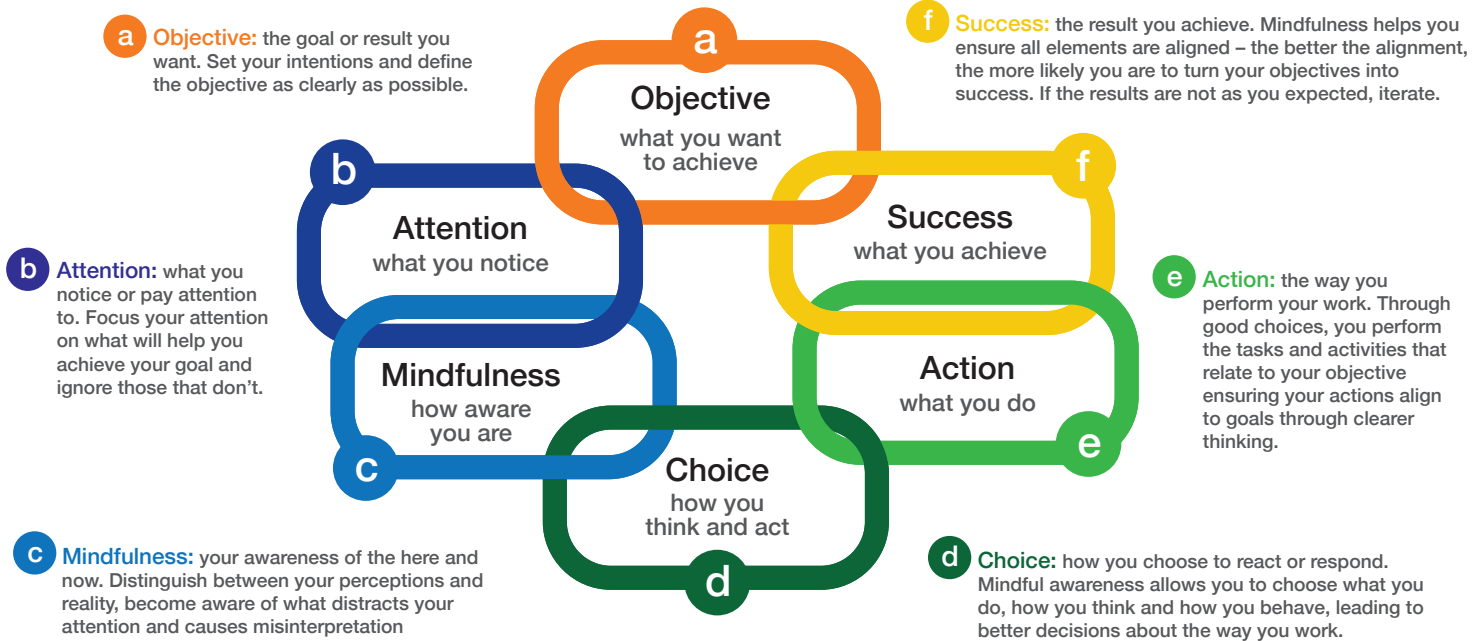 a
Objective: the goal or result you
want. Set your intentions and define
the objective as clearly as possible.
a
Objective
what you want
to achieve
f
Success: the result you achieve. Mindfulness helps you
ensure all elements are aligned – the better the alignment,
the more likely you are to turn your objectives into
success. If the results are not as you expected, iterate.
b
Attention
what you notice
f
Success
what you achieve
b
Attention: what you
notice or pay attention
to. Focus your attention
on what will help you
achieve your goal and
ignore those that don’t.
Mindfulness
how aware
you are
c
Action
what you do
e
e
Action: the way you
perform your work. Through
good choices, you perform
the tasks and activities that
relate to your objective
ensuring your actions align
to goals through clearer
thinking.
Choice
how you
think and act
d
c
Mindfulness: your awareness of the here and
now. Distinguish between your perceptions and
reality, become aware of what distracts your
attention and causes misinterpretation
d
Choice: how you choose to react or respond.
Mindful awareness allows you to choose what you
do, how you think and how you behave, leading to
better decisions about the way you work.